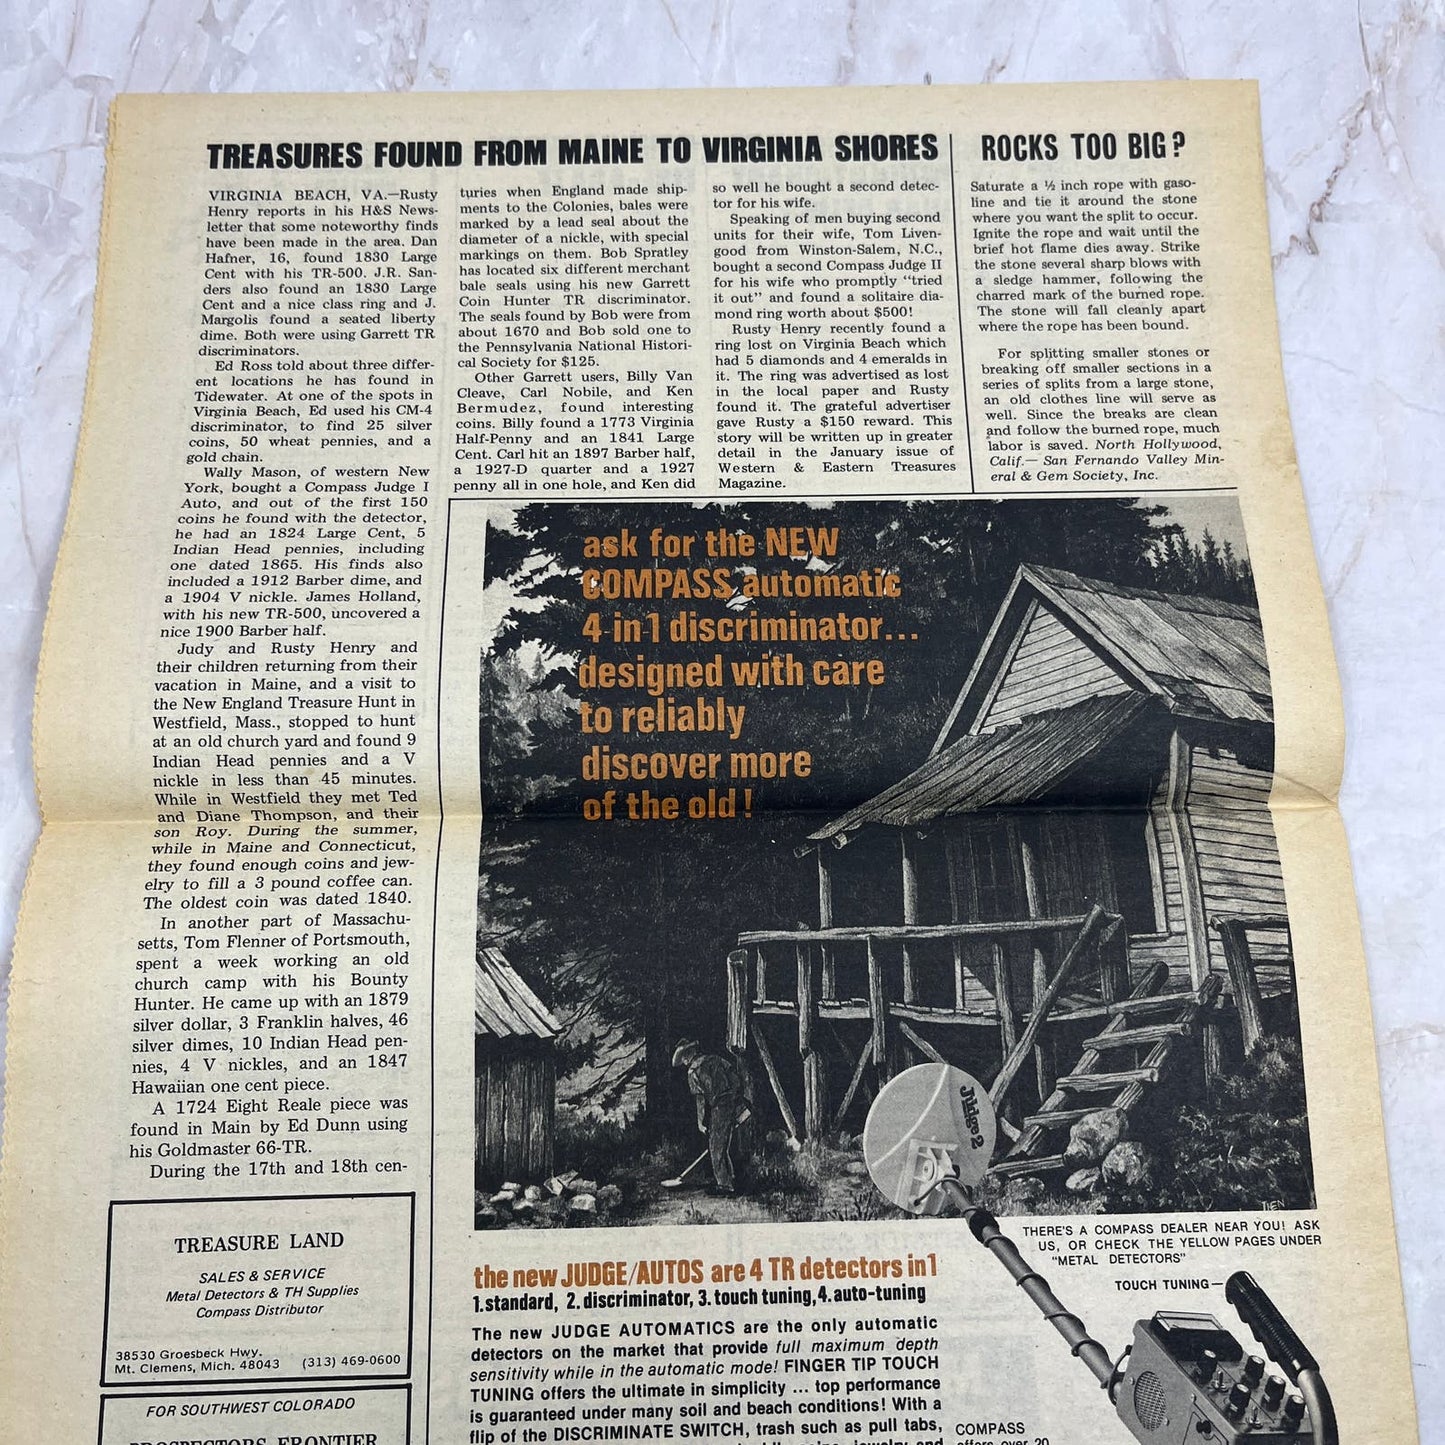 TREASURES FOUND FROM MAINE TO VIRGINIA SHORES
VIRGINIA BEACH, VA.—Rusty
Henry reports in his H&S News-
letter that some noteworthy finds
have been made in the area. Dan
Hafner, 16, found 1830 Large
Cent with his TR-500. J.R. San-
ders also found an 1830 Large
Cent and a nice class ring and J.
Margolis found a seated liberty
dime. Both were using Garrett TR
discriminators.
Ed Ross told about three differ-
ent locations he has found in
Tidewater. At one of the spots in
Virginia Beach, Ed used his CM-4
discriminator, to find 25 silver
coins, 50 wheat pennies, and a
gold chain.
Wally Mason, of western New
York, bought a Compass Judge I
Auto, and out of the first 150
coins he found with the detector,
he had an 1824 Large Cent, 5
Indian Head pennies, including
one dated 1865. His finds also
included a 1912 Barber dime, and
a 1904 V nickle. James Holland,
with his new TR-500, uncovered a
nice 1900 Barber half.
Judy and Rusty Henry and
their children returning from their
vacation in Maine, and a visit to
the New England Treasure Hunt in
Westfield, Mass., stopped to hunt
at an old church yard and found 9
Indian Head pennies and a V
nickle in less than 45 minutes.
While in Westfield they met Ted
and Diane Thompson, and their
son Roy. During the summer,
while in Maine and Connecticut,
they found enough coins and jew-
elry to fill a 3 pound coffee can.
The oldest coin was dated 1840.
In another part of Massachu-
setts, Tom Flenner of Portsmouth,
spent a week working an old
church camp with his Bounty
Hunter. He came up with an 1879
silver dollar, 3 Franklin halves, 46
silver dimes, 10 Indian Head pen-
nies, 4 V nickles, and an 1847
Hawaiian one cent piece.
A 1724 Eight Reale piece was
found in Main by Ed Dunn using
his Goldmaster 66-TR.
During the 17th and 18th cen-
turies when England made ship-
ments to the Colonies, bales were
marked by a lead seal about the
diameter of a nickle, with special
markings on them. Bob Spratley
has located six different merchant
bale seals using his new Garrett
Coin Hunter TR discriminator.
The seals found by Bob were from
about 1670 and Bob sold one to
the Pennsylvania National Histori-
cal Society for $125.
Other Garrett users, Billy Van
Cleave, Carl Nobile, and Ken
Bermudez, found interesting
coins. Billy found a 1773 Virginia
Half-Penny and an 1841 Large
Cent. Carl hit an 1897 Barber half,
a 1927-D quarter and a 1927
penny all in one hole, and Ken did
so well he bought a second detec-
tor for his wife.
Speaking of men buying second
units for their wife, Tom Liven-
good from Winston-Salem, N.C.,
bought a second Compass Judge II
for his wife who promptly "tried
it out" and found a solitaire dia-
mond ring worth about $500!
Rusty Henry recently found a
ring lost on Virginia Beach which
had 5 diamonds and 4 emeralds in
it. The ring was advertised as lost
in the local paper and Rusty
found it. The grateful advertiser
gave Rusty a $150 reward. This
story will be written up in greater
detail in the January issue of
Western & Eastern Treasures
Magazine.
ROCKS TOO BIG?
Saturate a ½ inch rope with gaso-
line and tie it around the stone
where you want the split to occur.
Ignite the rope and wait until the
brief hot flame dies away. Strike
the stone several sharp blows with
a sledge hammer, following the
charred mark of the burned rope.
The stone will fall cleanly apart
where the rope has been bound.
For splitting smaller stones or
breaking off smaller sections in a
series of splits from a large stone,
an old clothes line will serve as
well. Since the breaks are clean
and follow the burned rope, much
labor is saved. North Hollywood,
Calif.— San Fernando Valley Min-
eral & Gem Society, Inc.
ask for the NEW
COMPASS automatic
4-in-1 discriminator...
designed with care
to reliably
discover more
of the old!
Judge 2
TIEN
THERE'S A COMPASS DEALER NEAR YOU! ASK
US, OR CHECK THE YELLOW PAGES UNDER
"METAL DETECTORS"
TOUCH TUNING—
the new JUDGE/AUTOS are 4 TR detectors in 1
1.standard, 2.discriminator, 3.touch tuning, 4.auto-tuning
The new JUDGE AUTOMATICS are the only automatic
detectors on the market that provide full maximum depth
sensitivity while in the automatic mode! FINGER TIP TOUCH
TUNING offers the ultimate in simplicity ... top performance
is guaranteed under many soil and beach conditions! With a
flip of the DISCRIMINATE SWITCH, trash such as pull tabs,
COMPASS
offers over 20
TREASURE LAND
SALES & SERVICE
Metal Detectors & TH Supplies
Compass Distributor
38530 Groesbeck Hwy.
Mt. Clemens, Mich. 48043 (313) 469-0600
FOR SOUTHWEST COLORADO
PROSPECTORS FRONTIER